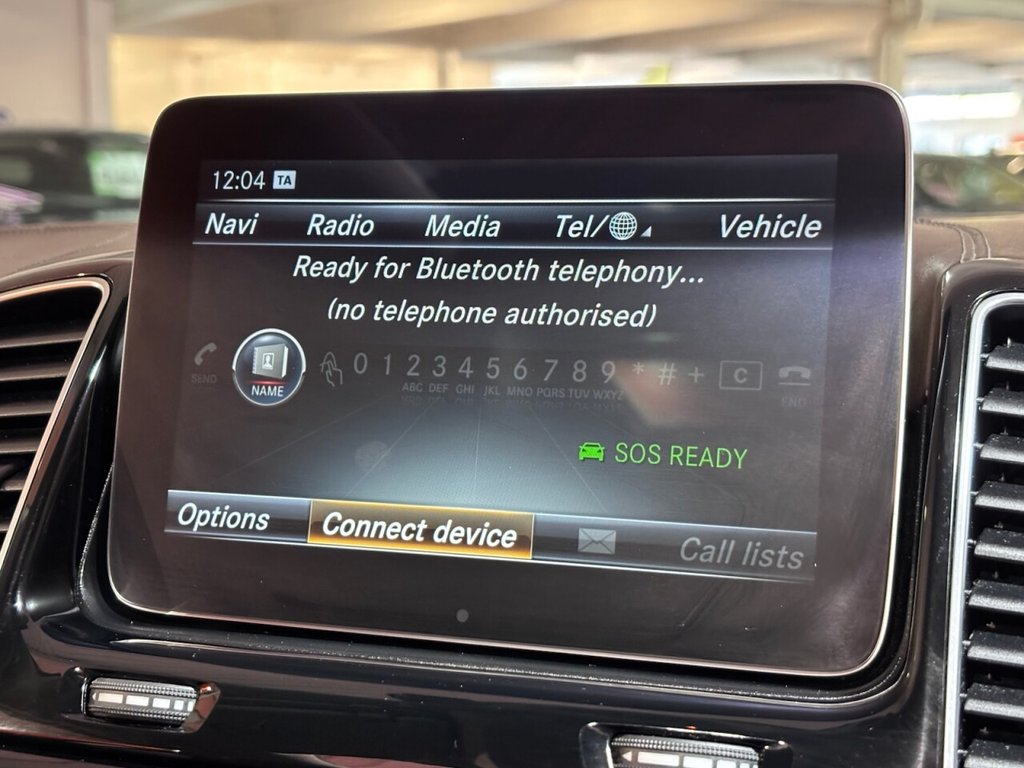 12:04 TA
Navi Radio Media Tel/ Vehicle
Ready for Bluetooth telephony...
(no telephone authorised)
SEND NAME 0 1 2 3 4 5 6 7 8 9 * # + C END
ABC DEF GHI JKL MNO PQRS TUV WXYZ
SOS READY
Options Connect device Call lists